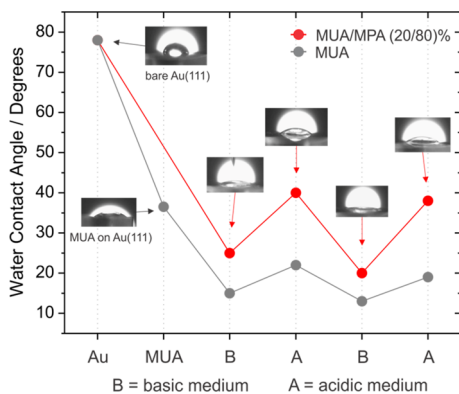 80
70
60
50
40
30
20
10
Water Contact Angle / Degrees
MUA/MPA (20/80)%
MUA
bare Au(111)
MUA on Au(111)
Au MUA B A B A
B = basic medium A = acidic medium